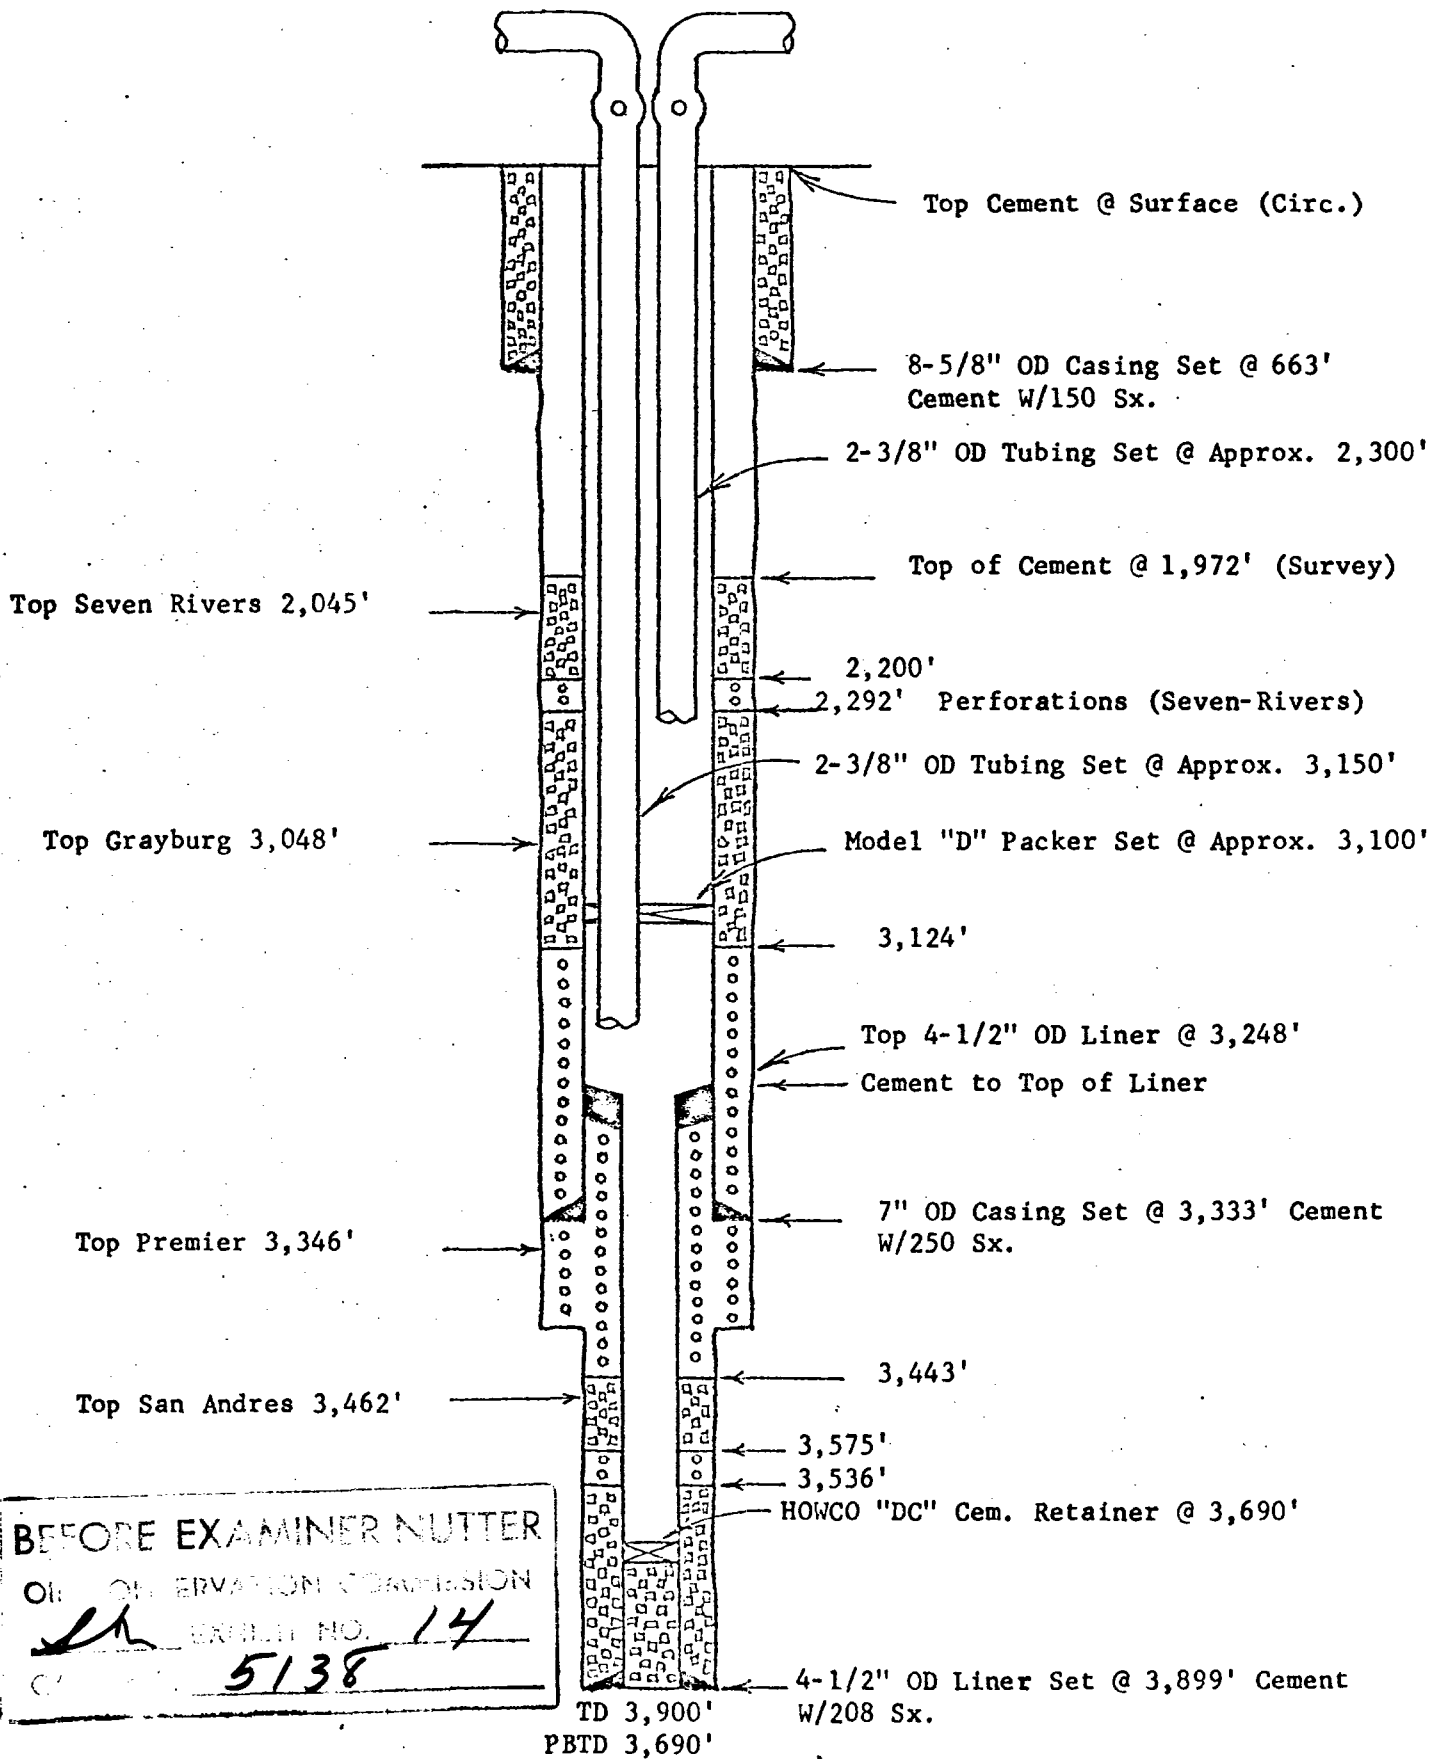 Top Cement @ Surface (Circ.)
8-5/8" OD Casing Set @ 663'
Cement W/150 Sx.
2-3/8" OD Tubing Set @ Approx. 2,300'
Top of Cement @ 1,972' (Survey)
Top Seven Rivers 2,045'
2,200'
2,292' Perforations (Seven-Rivers)
2-3/8" OD Tubing Set @ Approx. 3,150'
Top Grayburg 3,048'
Model "D" Packer Set @ Approx. 3,100'
3,124'
Top 4-1/2" OD Liner @ 3,248'
Cement to Top of Liner
7" OD Casing Set @ 3,333' Cement
W/250 Sx.
Top Premier 3,346'
3,443'
Top San Andres 3,462'
3,575'
3,536'
HOWCO "DC" Cem. Retainer @ 3,690'
BEFORE EXAMINER NUTTER
OIL CONSERVATION COMMISSION
EXHIBIT NO. 14
5138
4-1/2" OD Liner Set @ 3,899' Cement
W/208 Sx.
TD 3,900'
PBTD 3,690'